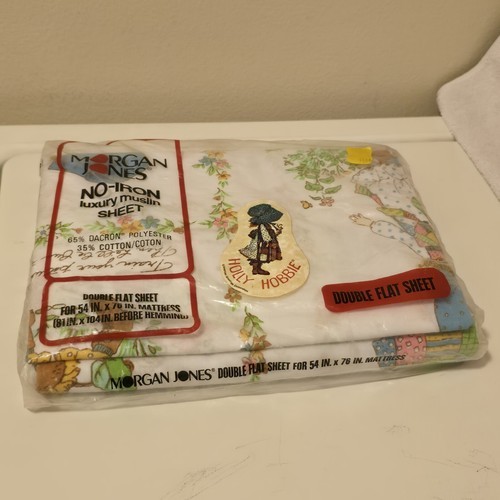 MORGAN
JONES®
NO-IRON
luxury muslin
SHEET
65% DACRON® POLYESTER
35% COTTON/COTON
DOUBLE FLAT SHEET
FOR 54 IN. x 76 IN. MATTRESS
(81 IN. x 104 IN. BEFORE HEMMING)
HOLLY HOBBIE
DOUBLE FLAT SHEET
MORGAN JONES® DOUBLE FLAT SHEET FOR 54 IN. x 76 IN. MATTRESS